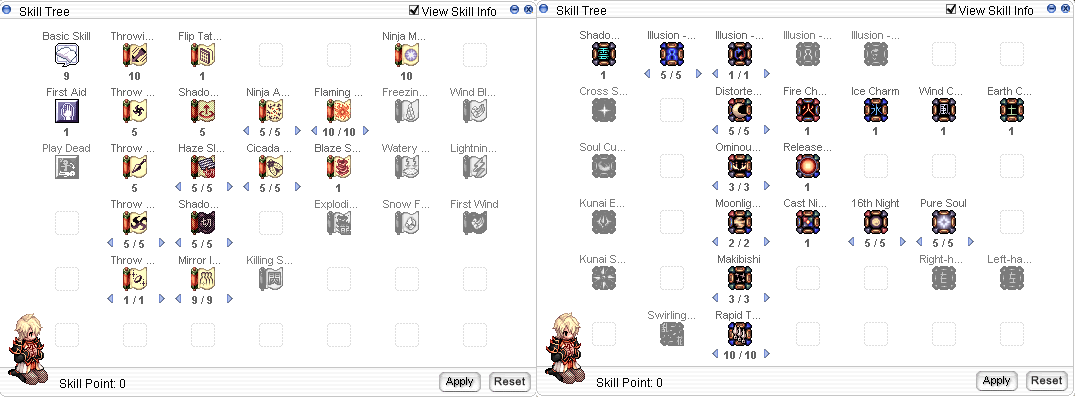 Skill Tree
View Skill Info
Basic Skill
Throwi...
Flip Tat...
Ninja M...
9
10
1
10
First Aid
Throw ...
Shado...
Ninja A...
Flaming ...
Freezin...
Wind Bl...
1
5
5
5 / 5
10 / 10
Play Dead
Throw ...
Haze Sl...
Cicada ...
Blaze S...
Watery ...
Lightnin...
5
5 / 5
5 / 5
1
Throw ...
Shado...
Explodi...
Snow F...
First Wind
5 / 5
5 / 5
Throw ...
Mirror I...
Killing S...
1 / 1
9 / 9
Skill Point: 0
Apply
Reset
Skill Tree
View Skill Info
Shado...
Illusion -...
Illusion -...
Illusion -...
Illusion -...
1
5 / 5
1 / 1
Cross S...
Distorte...
Fire Ch...
Ice Charm
Wind C...
Earth C...
火
水
風
土
5 / 5
1
1
1
1
Soul Cu...
Ominou...
Release...
3 / 3
1
Kunai E...
Moonlig...
Cast Ni...
16th Night
Pure Soul
2 / 2
1
5 / 5
5 / 5
Kunai S...
Makibishi
Right-h...
Left-ha...
3 / 3
Swirling...
Rapid T...
10 / 10
Skill Point: 0
Apply
Reset